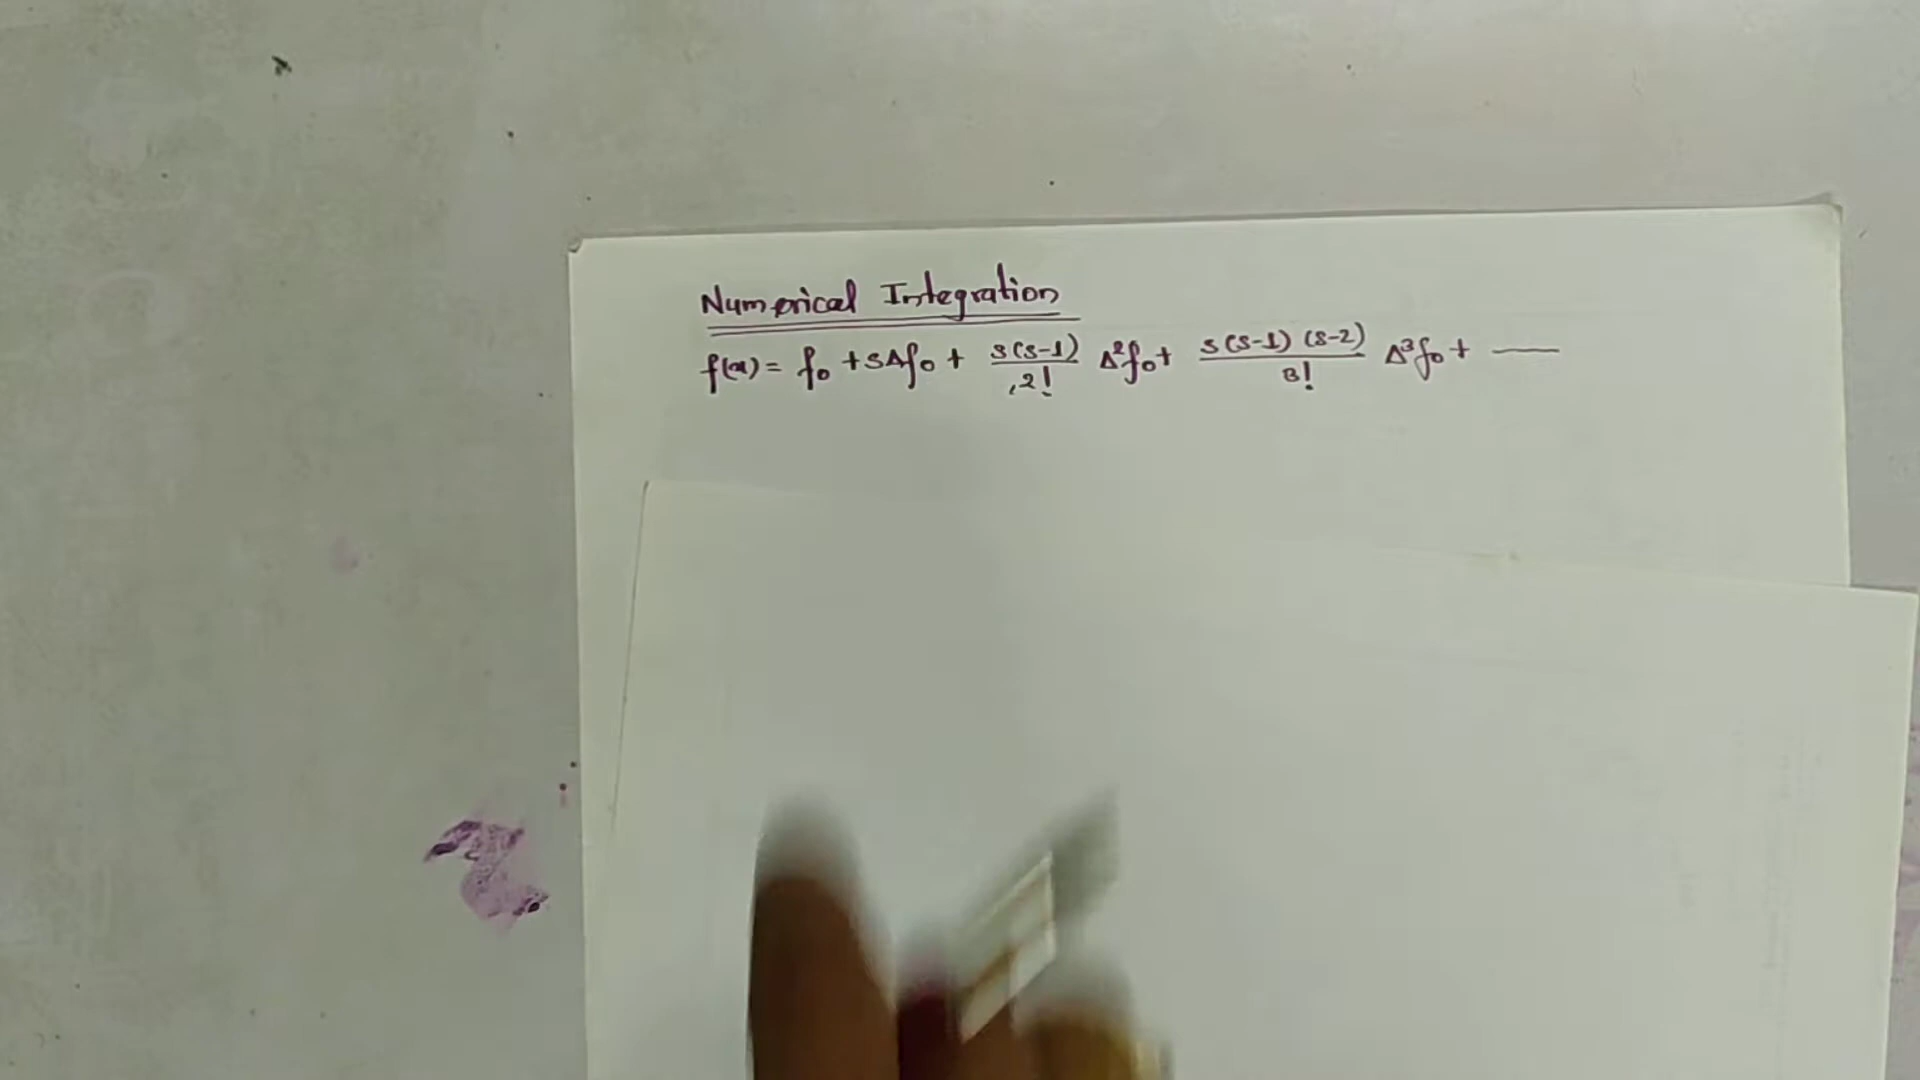 Numerical Integration
f(x) = f₀ + sΔf₀ + s(s-1)/2! Δ²f₀ + s(s-1)(s-2)/3! Δ³f₀ + ——